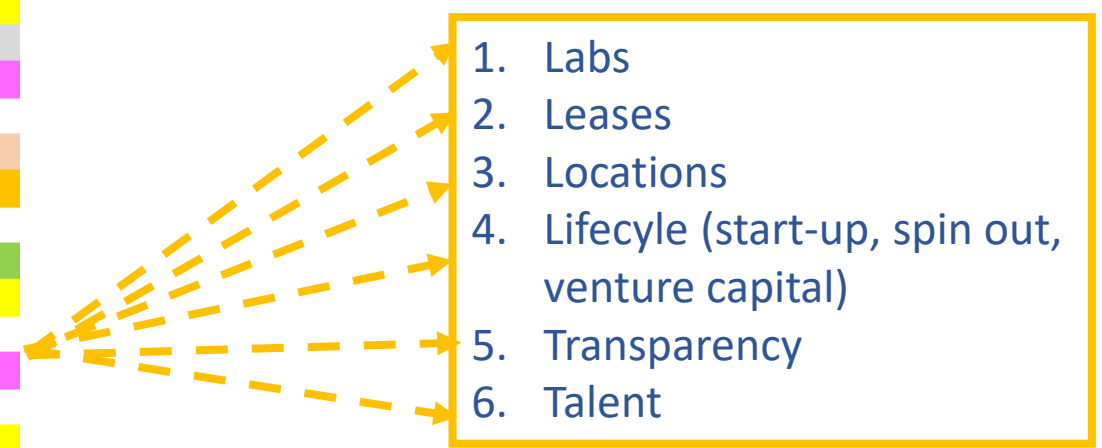 1. Labs
2. Leases
3. Locations
4. Lifecyle (start-up, spin out,
venture capital)
5. Transparency
6. Talent